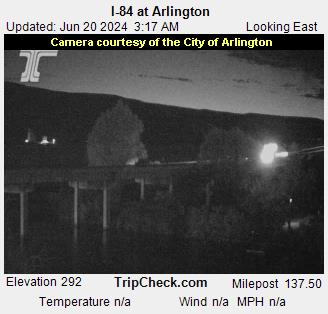 I-84 at Arlington
Updated: Jun 20 2024 3:17 AM Looking East
Camera courtesy of the City of Arlington
Elevation 292 TripCheck.com Milepost 137.50
Temperature n/a Wind n/a MPH n/a